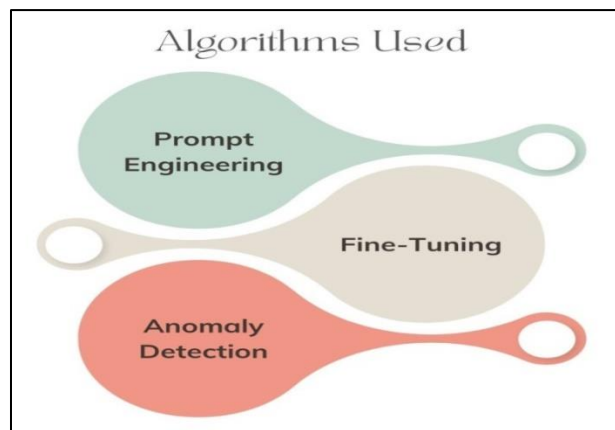 Algorithms Used
Prompt
Engineering
Fine-Tuning
Anomaly
Detection